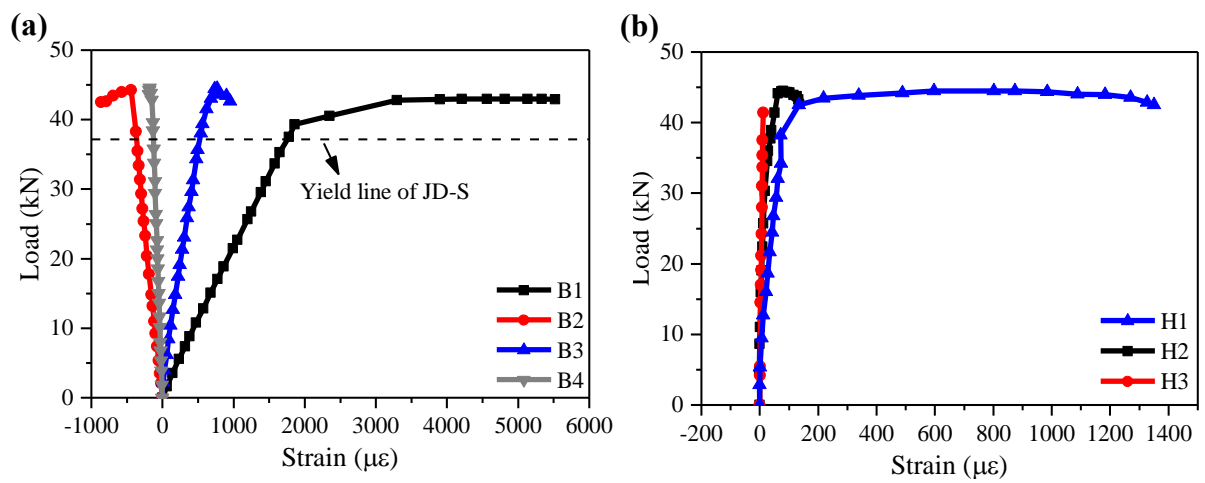 (a)
50
40
30
20
10
0
Load (kN)
-1000 0 1000 2000 3000 4000 5000 6000
Strain (με)
Yield line of JD-S
B1
B2
B3
B4
(b)
50
40
30
20
10
0
Load (kN)
-200 0 200 400 600 800 1000 1200 1400
Strain (με)
H1
H2
H3